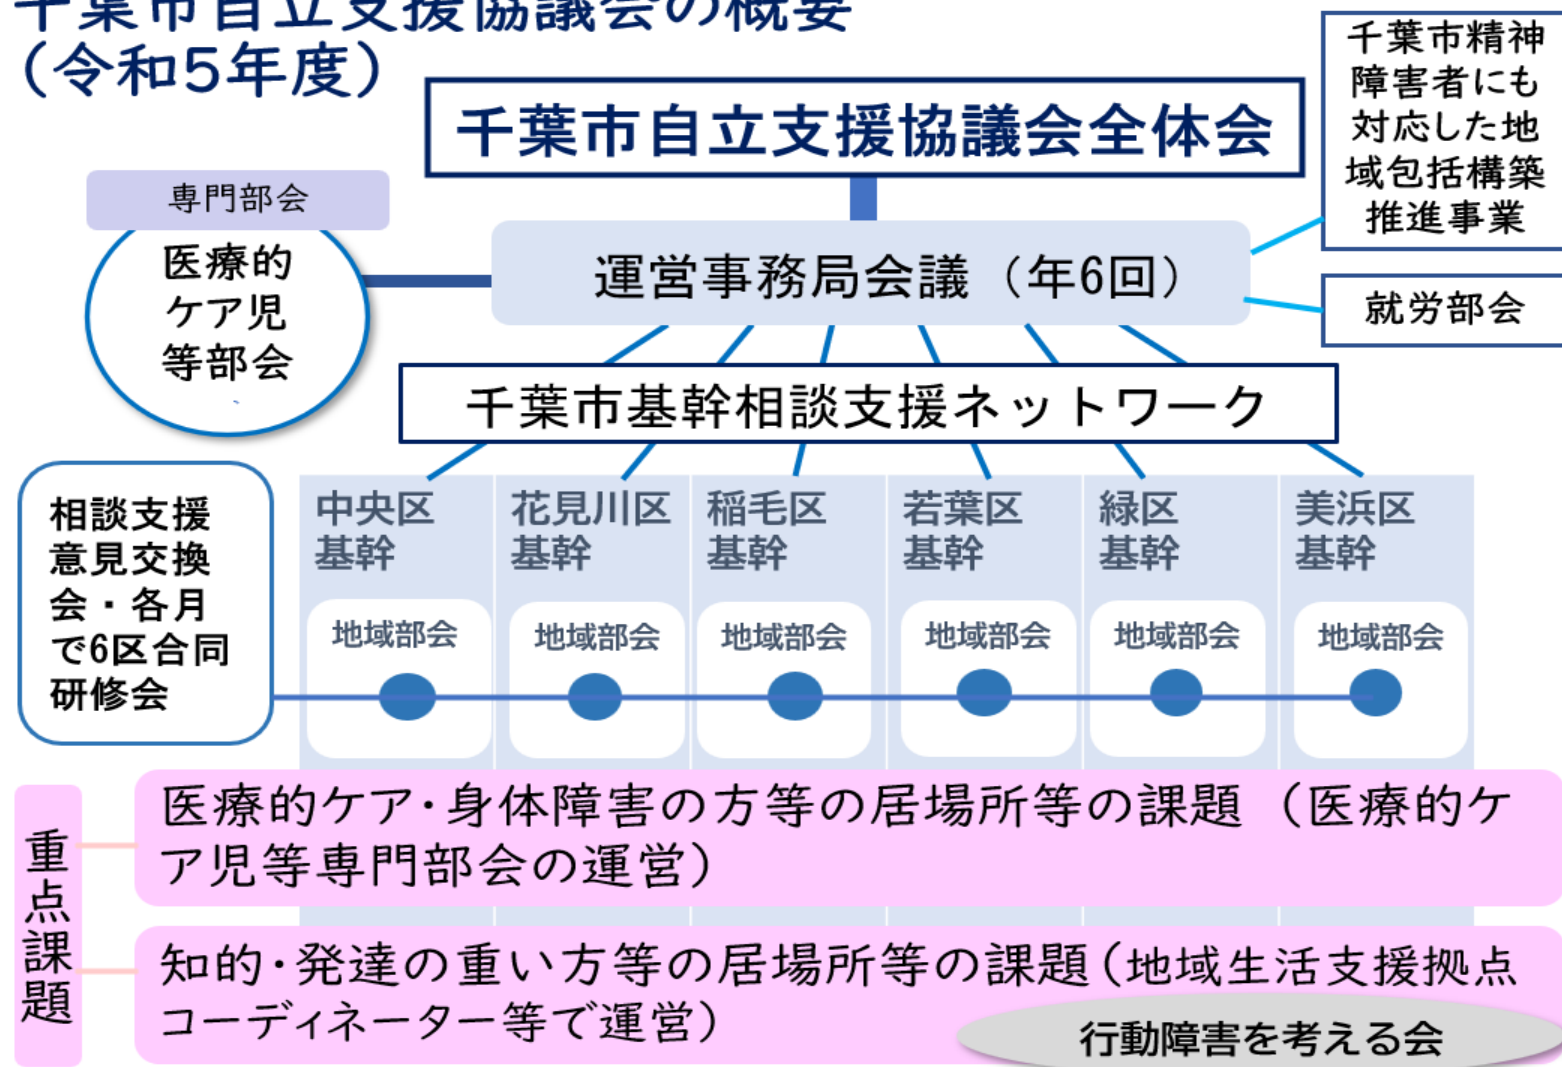 千葉市自立支援協議会の概要
（令和5年度）
千葉市自立支援協議会全体会
千葉市精神
障害者にも
対応した地
域包括構築
推進事業
専門部会
医療的
ケア児
等部会
運営事務局会議（年6回）
就労部会
千葉市基幹相談支援ネットワーク
相談支援
意見交換
会・各月
で6区合同
研修会
中央区
基幹
地域部会
花見川区
基幹
地域部会
稲毛区
基幹
地域部会
若葉区
基幹
地域部会
緑区
基幹
地域部会
美浜区
基幹
地域部会
重点課題
医療的ケア・身体障害の方等の居場所等の課題（医療的ケ
ア児等専門部会の運営）
知的・発達の重い方等の居場所等の課題（地域生活支援拠点
コーディネーター等で運営）
行動障害を考える会